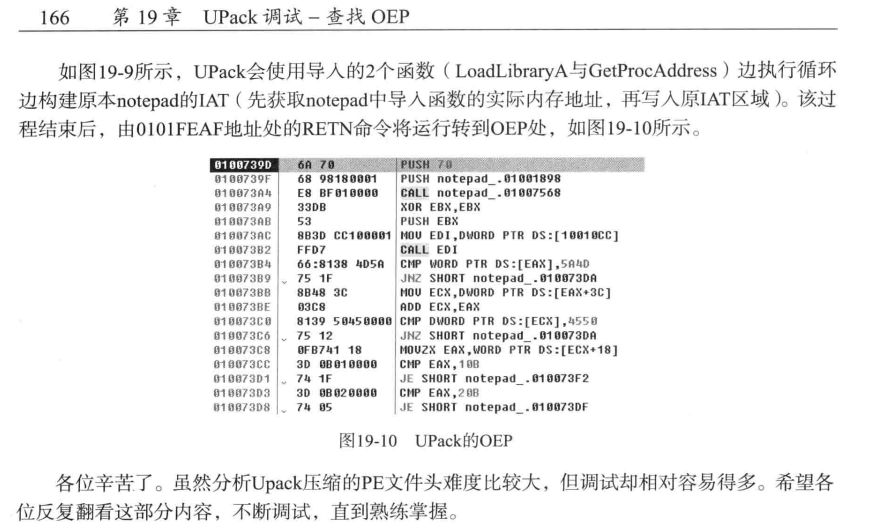 166 第 19 章 UPack 调试 – 查找 OEP
如图19-9所示，UPack会使用导入的2个函数（LoadLibraryA与GetProcAddress）边执行循环
边构建原本notepad的IAT（先获取notepad中导入函数的实际内存地址，再写入原IAT区域）。该过
程结束后，由0101FEAF地址处的RETN命令将运行转到OEP处，如图19-10所示。
0100739D 6A 70 PUSH 70
0100739F 68 98180001 PUSH notepad_.01001898
010073A4 E8 BF010000 CALL notepad_.01007568
010073A9 33DB XOR EBX,EBX
010073AB 53 PUSH EBX
010073AC 8B3D CC100001 MOV EDI,DWORD PTR DS:[10010CC]
010073B2 FFD7 CALL EDI
010073B4 66:8138 4D5A CMP WORD PTR DS:[EAX],5A4D
010073B9 75 1F JNZ SHORT notepad_.010073DA
010073BB 8B48 3C MOV ECX,DWORD PTR DS:[EAX+3C]
010073BE 03C8 ADD ECX,EAX
010073C0 8139 50450000 CMP DWORD PTR DS:[ECX],4550
010073C6 75 12 JNZ SHORT notepad_.010073DA
010073C8 0FB741 18 MOVZX EAX,WORD PTR DS:[ECX+18]
010073CC 3D 0B010000 CMP EAX,10B
010073D1 74 1F JE SHORT notepad_.010073F2
010073D3 3D 0B020000 CMP EAX,20B
010073D8 74 05 JE SHORT notepad_.010073DF
图19-10 UPack的OEP
各位辛苦了。虽然分析Upack压缩的PE文件头难度比较大，但调试却相对容易得多。希望各
位反复翻看这部分内容，不断调试，直到熟练掌握。